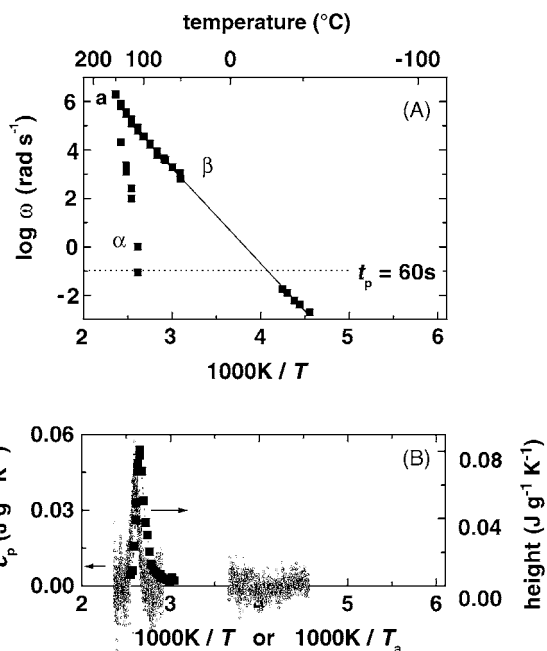 temperature (°C)
200 100 0 -100
a
(A)
6
4
2
0
-2
β
α
t_p = 60s
log ω (rad s⁻¹)
2 3 4 5 6
1000K / T
0.06
0.03
0.00
(B)
0.08
0.04
0.00
height (J g⁻¹ K⁻¹)
2 3 4 5 6
1000K / T or 1000K / T_a